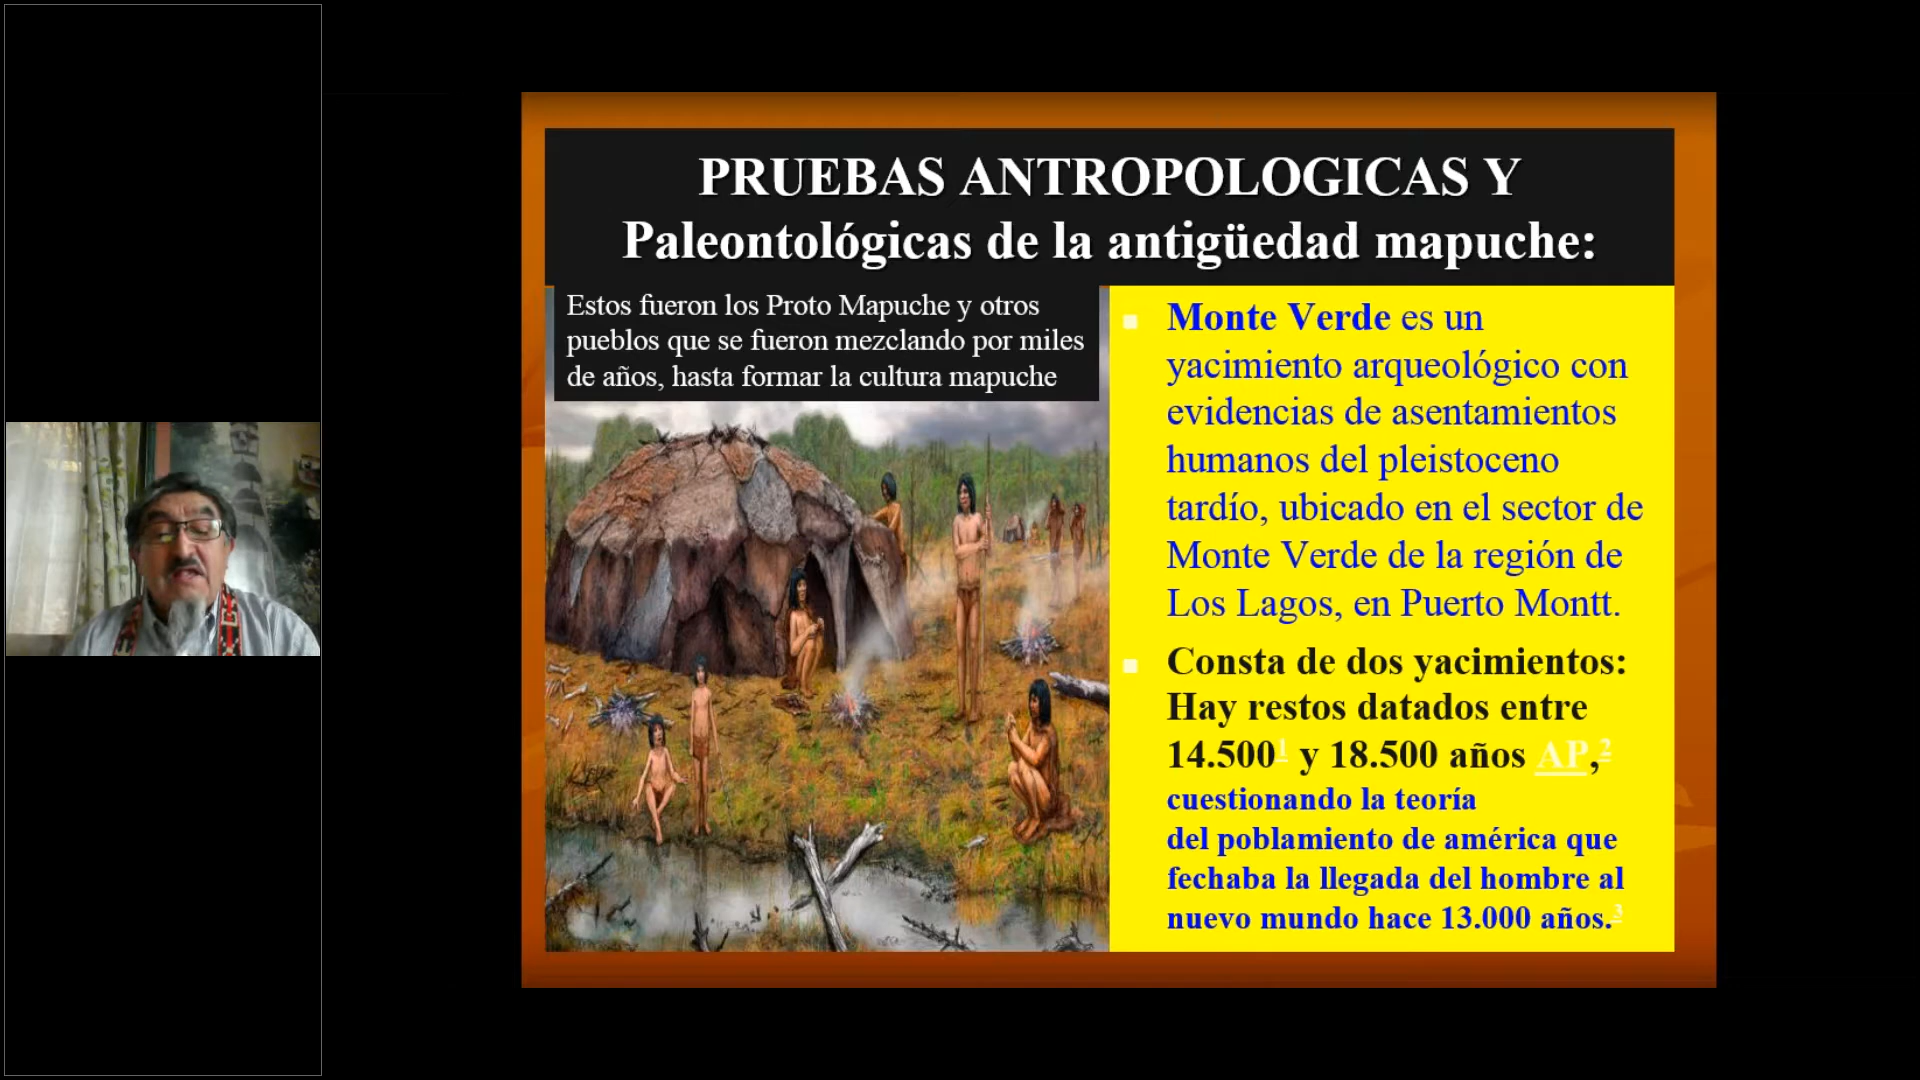 PRUEBAS ANTROPOLOGICAS Y
Paleontológicas de la antigüedad mapuche:
Estos fueron los Proto Mapuche y otros
pueblos que se fueron mezclando por miles
de años, hasta formar la cultura mapuche
Monte Verde es un
yacimiento arqueológico con
evidencias de asentamientos
humanos del pleistoceno
tardío, ubicado en el sector de
Monte Verde de la región de
Los Lagos, en Puerto Montt.
Consta de dos yacimientos:
Hay restos datados entre
14.500¹ y 18.500 años AP,²
cuestionando la teoría
del poblamiento de américa que
fechaba la llegada del hombre al
nuevo mundo hace 13.000 años.³